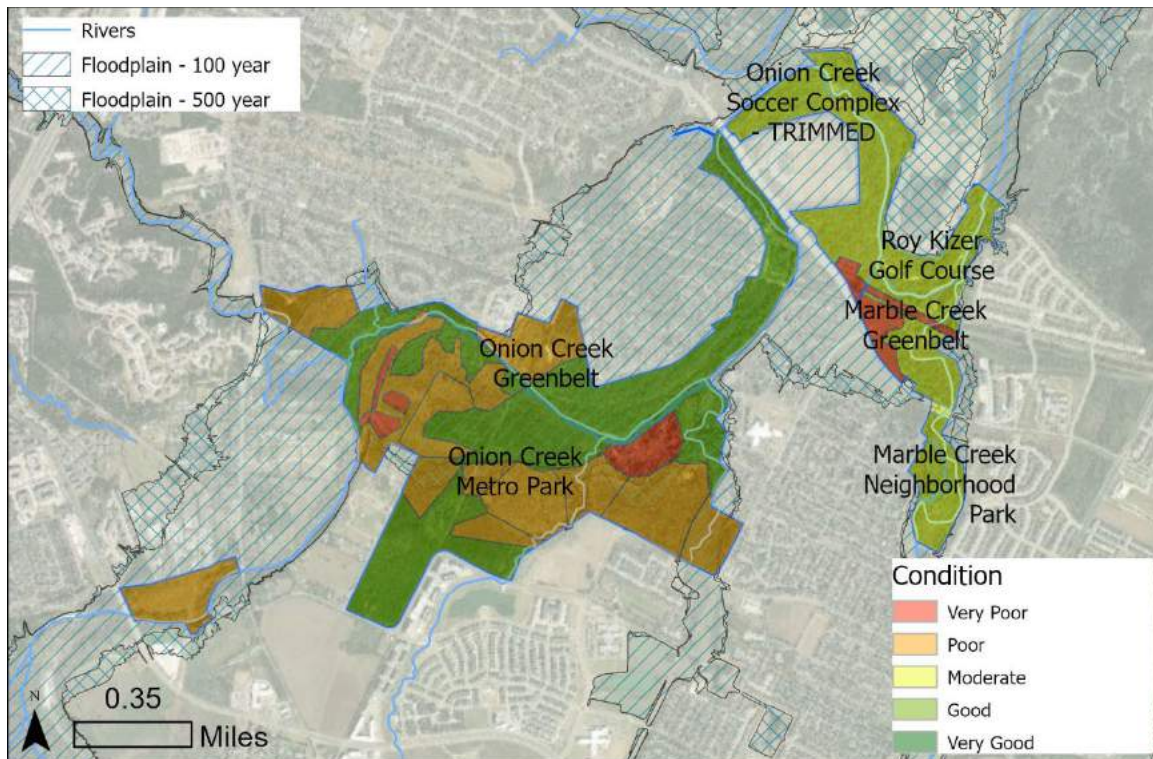 Rivers
Floodplain - 100 year
Floodplain - 500 year
Onion Creek
Soccer Complex
- TRIMMED
Roy Kizer
Golf Course
Marble Creek
Greenbelt
Onion Creek
Greenbelt
Onion Creek
Metro Park
Marble Creek
Neighborhood
Park
Condition
Very Poor
Poor
Moderate
Good
Very Good
N
0.35
Miles